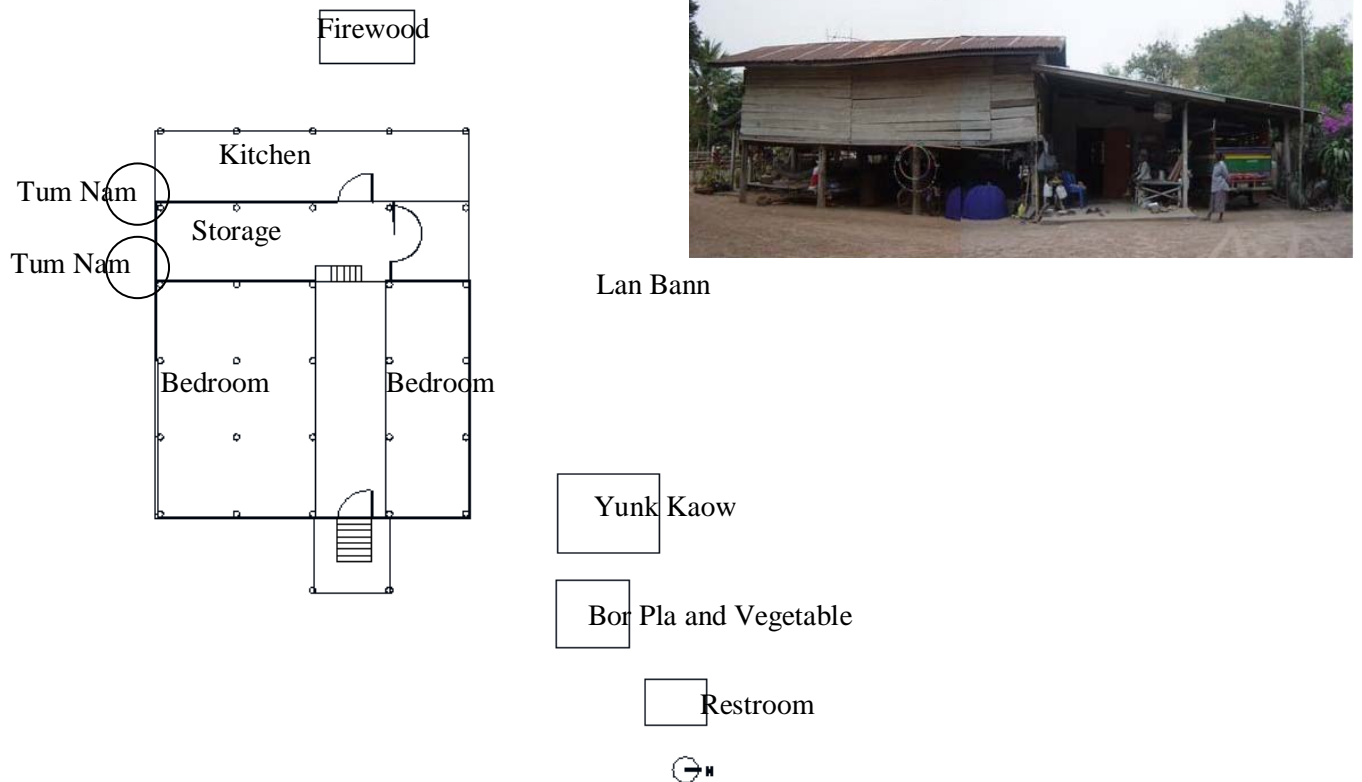 Firewood
Kitchen
Tum Nam
Storage
Tum Nam
Lan Bann
Bedroom
Bedroom
Yunk Kaow
Bor Pla and Vegetable
Restroom
N